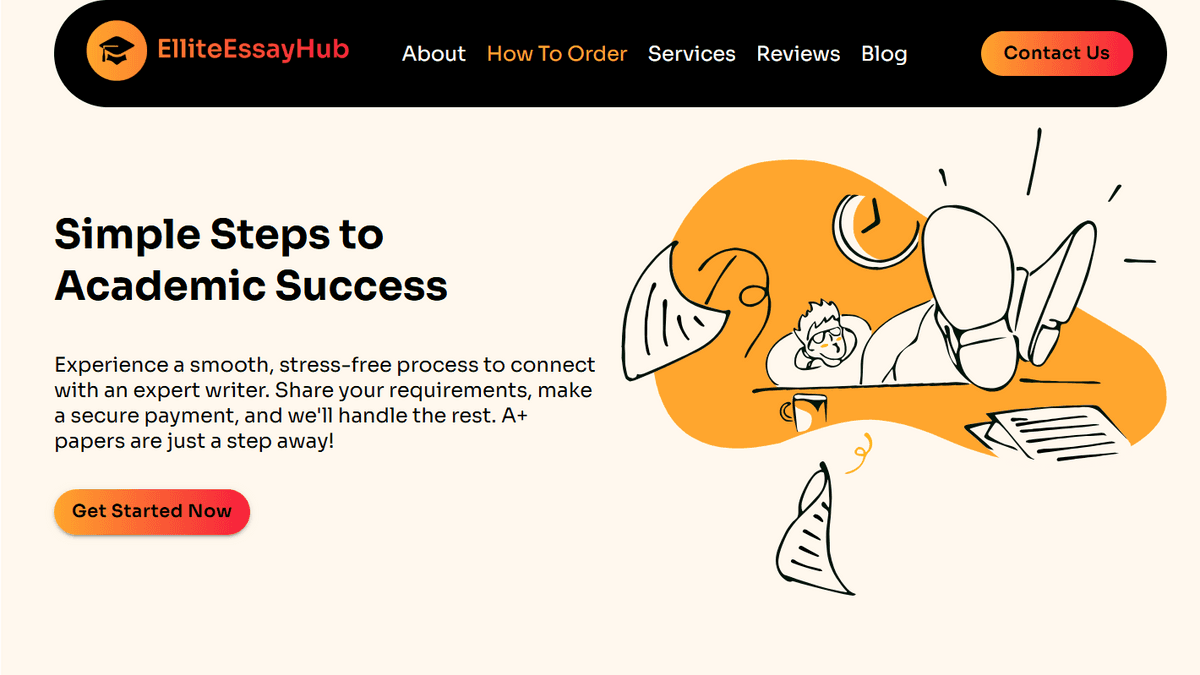 ElliteEssayHub
About How To Order Services Reviews Blog
Contact Us
Simple Steps to
Academic Success
Experience a smooth, stress-free process to connect
with an expert writer. Share your requirements, make
a secure payment, and we'll handle the rest. A+
papers are just a step away!
Get Started Now